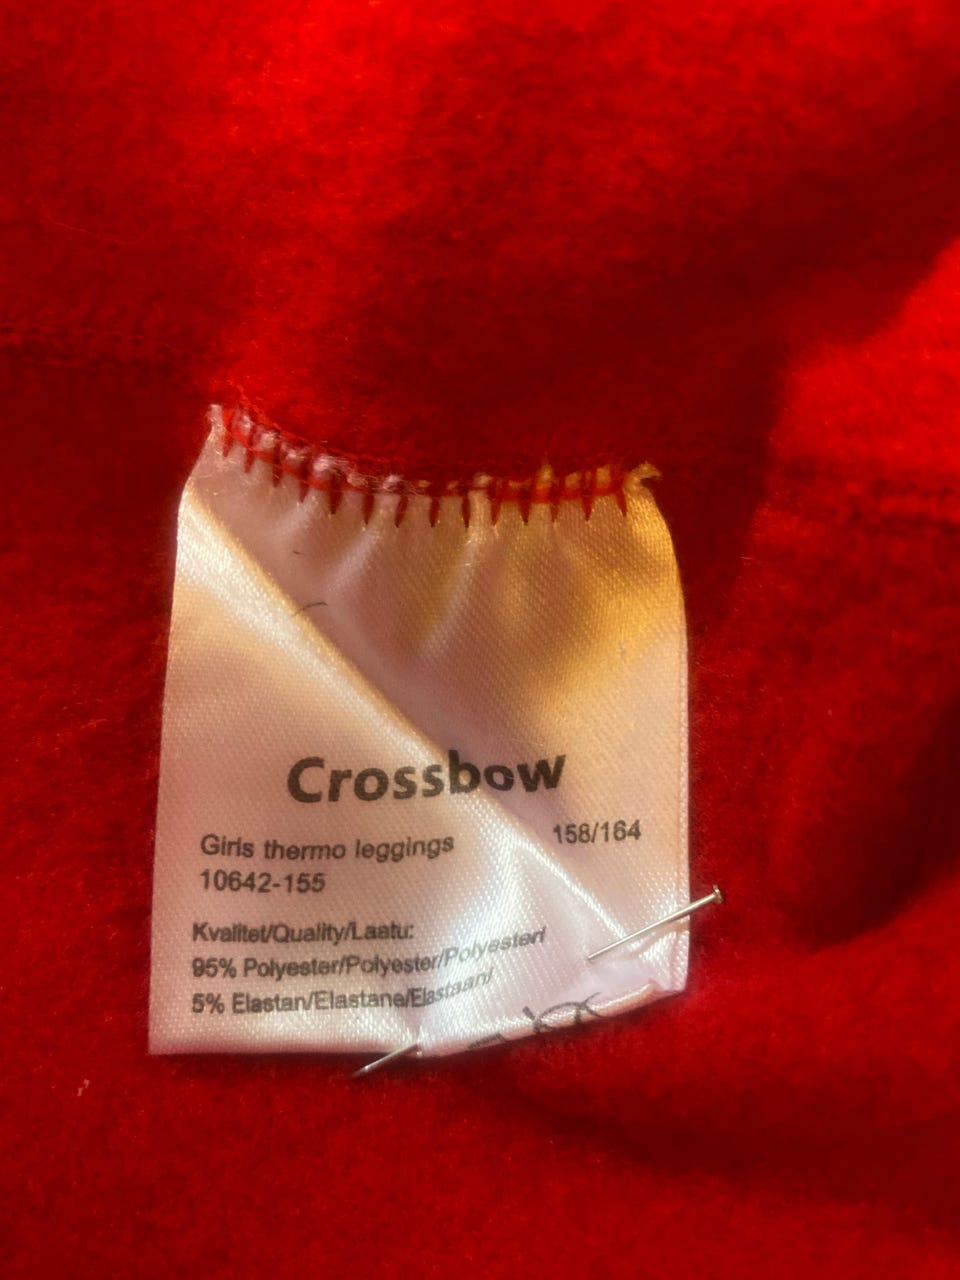 Crossbow
Girls thermo leggings 158/164
10642-155
Kvalitet/Quality/Laatu:
95% Polyester/Polyester/Polyesteri
5% Elastan/Elastane/Elastaani